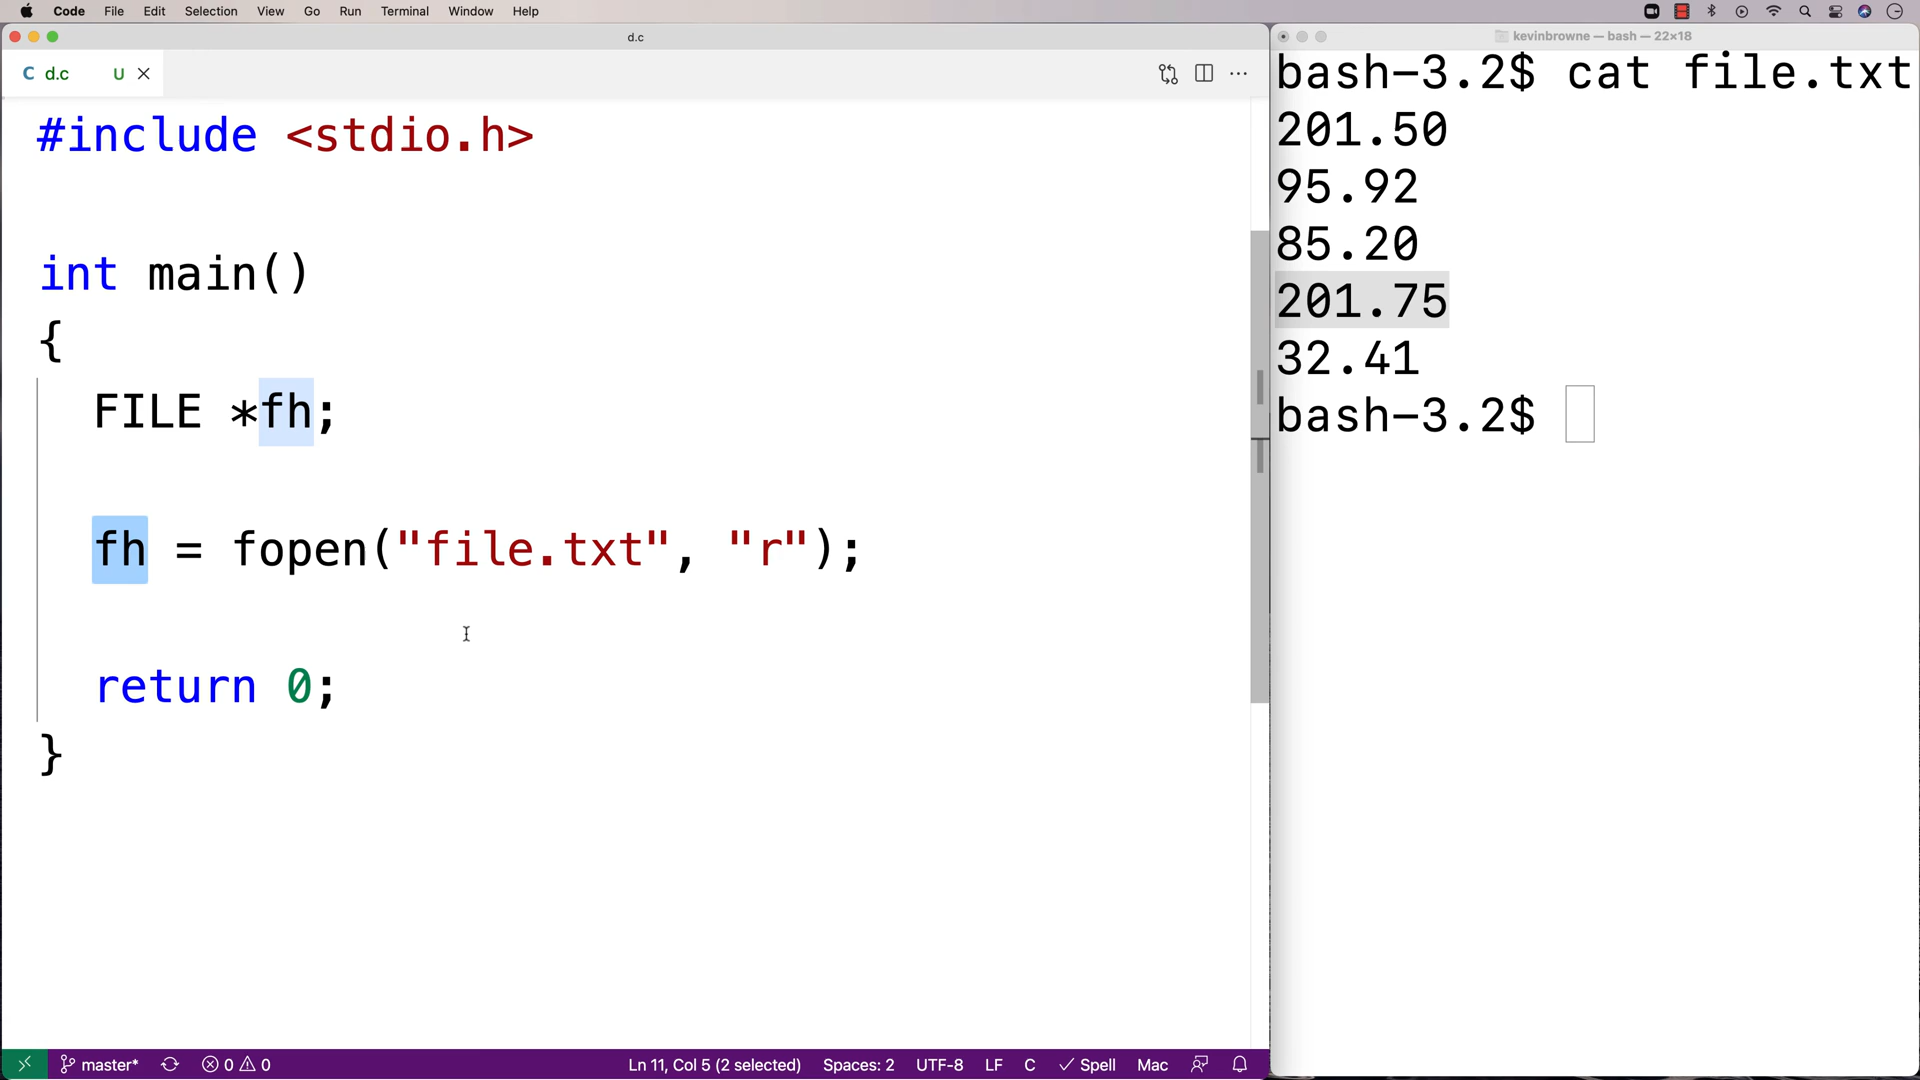 Code File Edit Selection View Go Run Terminal Window Help
d.c
C d.c U
#include <stdio.h>
int main()
{
FILE *fh;
fh = fopen("file.txt", "r");
return 0;
}
master* 0 0 Ln 11, Col 5 (2 selected) Spaces: 2 UTF-8 LF C Spell Mac
kevinbrowne — bash — 22×18
bash-3.2$ cat file.txt
201.50
95.92
85.20
201.75
32.41
bash-3.2$